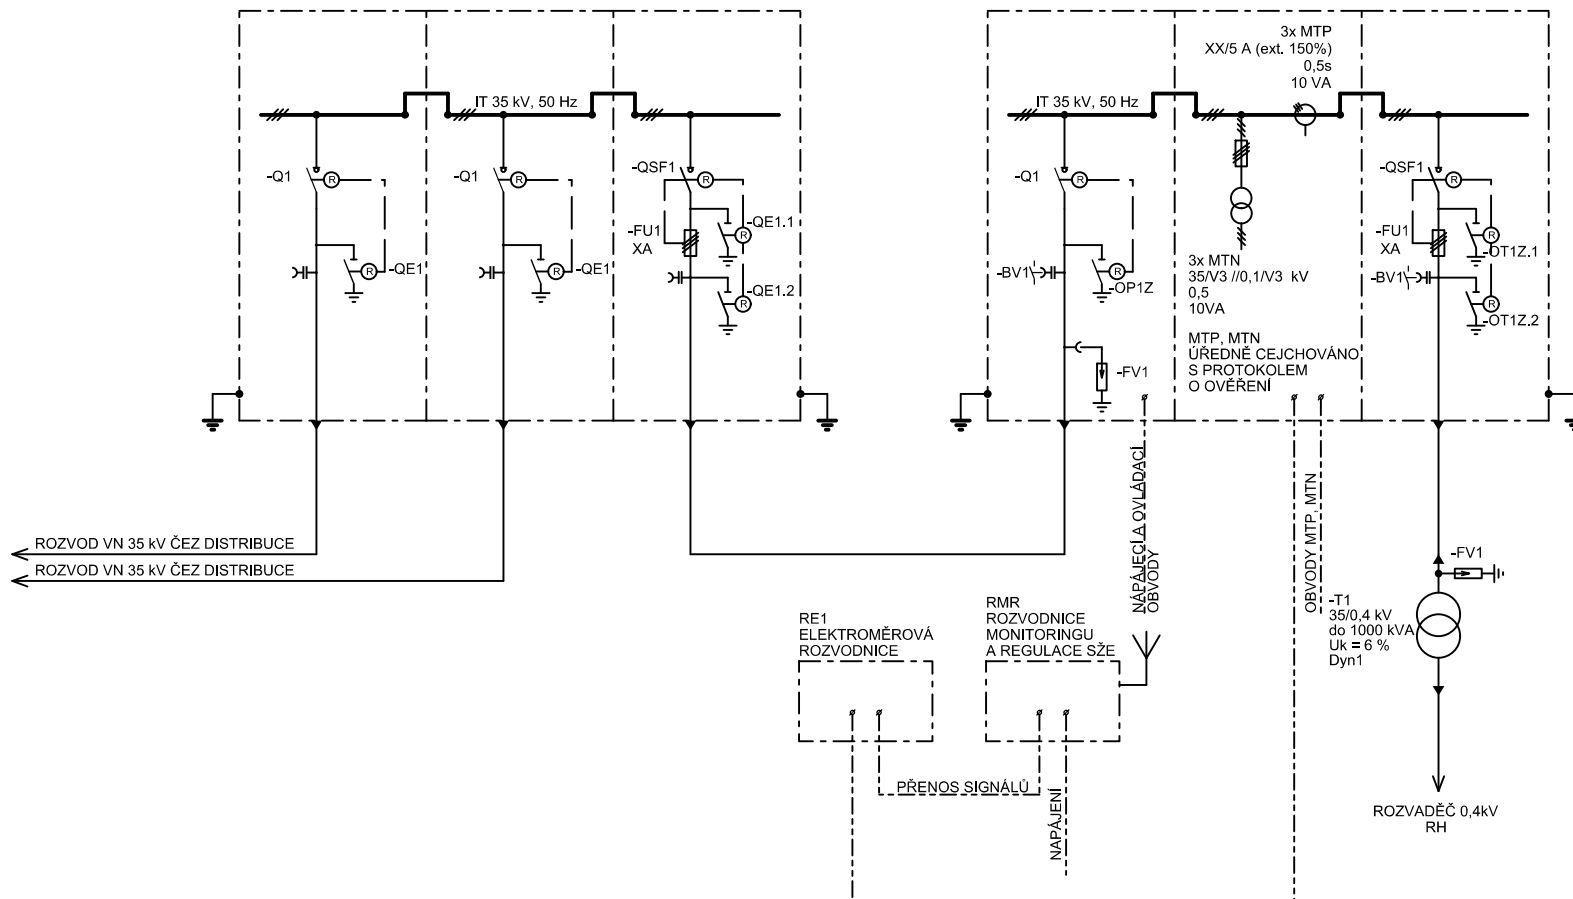 3x MTP
XX/5 A (ext. 150%)
0,5s
10 VA
IT 35 kV, 50 Hz
IT 35 kV, 50 Hz
-Q1
R
-Q1
R
-QSF1
R
-Q1
R
-QSF1
R
-FU1
XA
-QE1.1
R
-FU1
XA
R
-OT1Z.1
R
-QE1
R
-QE1
-BV1
R
-OP1Z
3x MTN
35/V3 //0,1/V3 kV
0,5
10VA
-BV1
R
-QE1.2
R
-OT1Z.2
MTP, MTN
ÚŘEDNĚ CEJCHOVÁNO
S PROTOKOLEM
O OVĚŘENÍ
-FV1
NAPÁJECÍ A OVLÁDACÍ
OBVODY
OBVODY MTP, MTN
ROZVOD VN 35 kV ČEZ DISTRIBUCE
ROZVOD VN 35 kV ČEZ DISTRIBUCE
-FV1
-T1
35/0,4 kV
do 1000 kVA
Uk = 6 %
Dyn1
RE1
ELEKTROMĚROVÁ
ROZVODNICE
RMR
ROZVODNICE
MONITORINGU
A REGULACE SŽE
PŘENOS SIGNÁLŮ
NAPÁJENÍ
ROZVADĚČ 0,4kV
RH